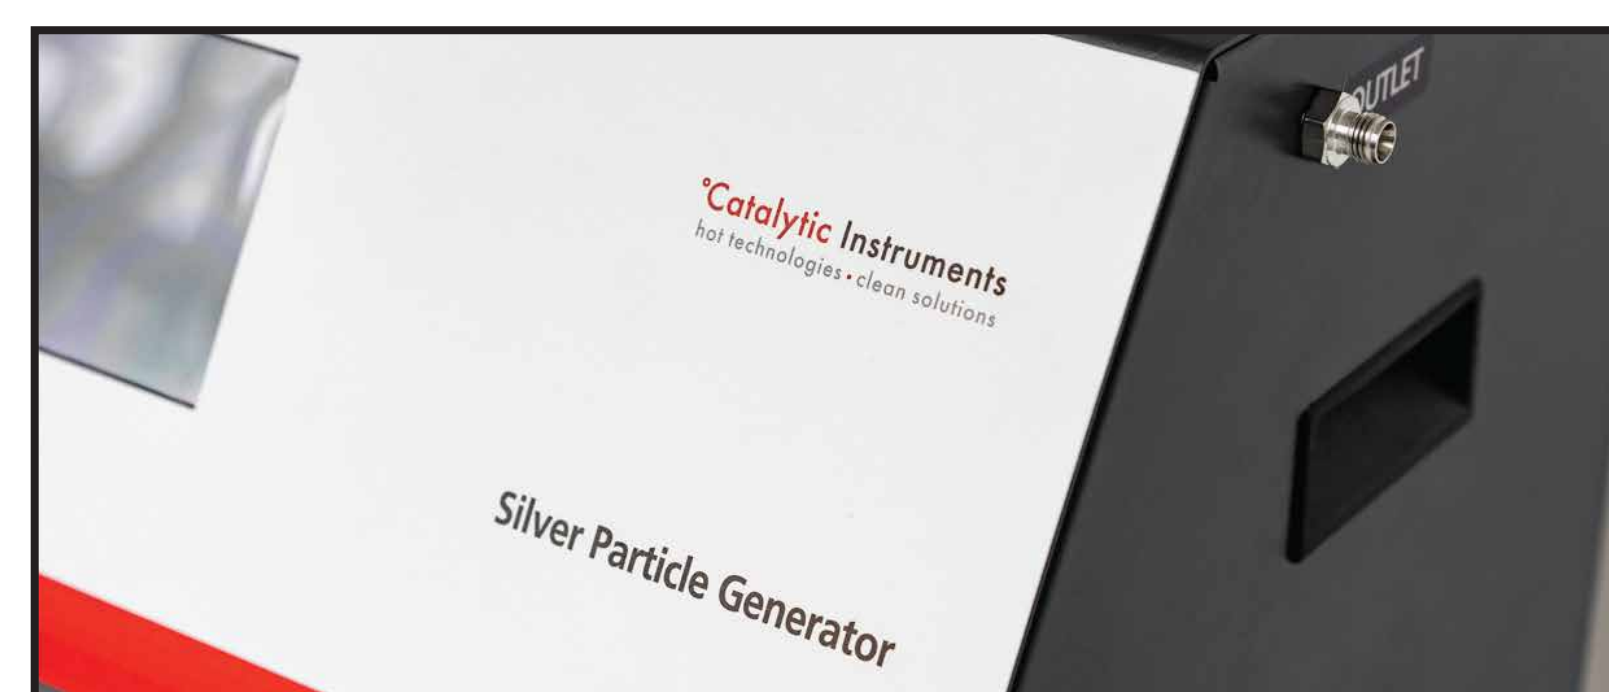 OUTLET
°Catalytic Instruments
hot technologies • clean solutions
Silver Particle Generator